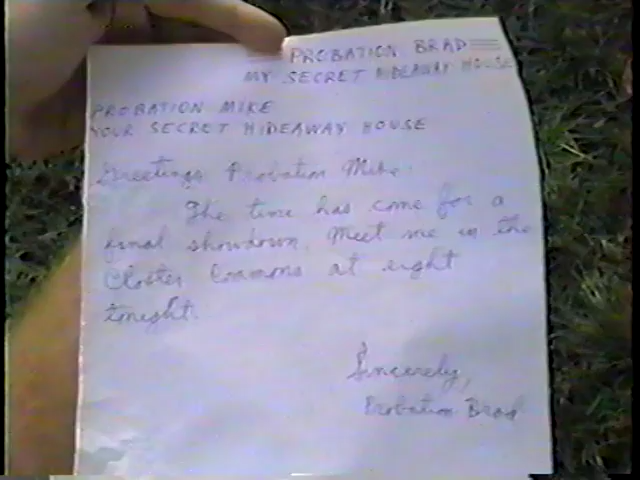 PROBATION BRAD
MY SECRET HIDEAWAY HOUSE
PROBATION MIKE
YOUR SECRET HIDEAWAY HOUSE
Greetings Probation Mike:
The time has come for a
final showdown. Meet me in the
Closter Commons at eight
tonight.
Sincerely,
Probation Brad